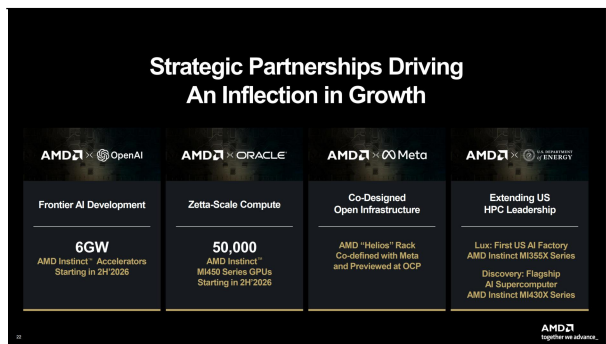 Strategic Partnerships Driving
An Inflection in Growth
AMD × OpenAI
Frontier AI Development
6GW
AMD Instinct™ Accelerators
Starting in 2H'2026
AMD × ORACLE
Zetta-Scale Compute
50,000
AMD Instinct™
MI450 Series GPUs
Starting in 2H'2026
AMD × Meta
Co-Designed
Open Infrastructure
AMD “Helios” Rack
Co-defined with Meta
and Previewed at OCP
AMD × U.S. DEPARTMENT
of ENERGY
Extending US
HPC Leadership
Lux: First US AI Factory
AMD Instinct MI355X Series
Discovery: Flagship
AI Supercomputer
AMD Instinct MI430X Series
22
AMD
together we advance_